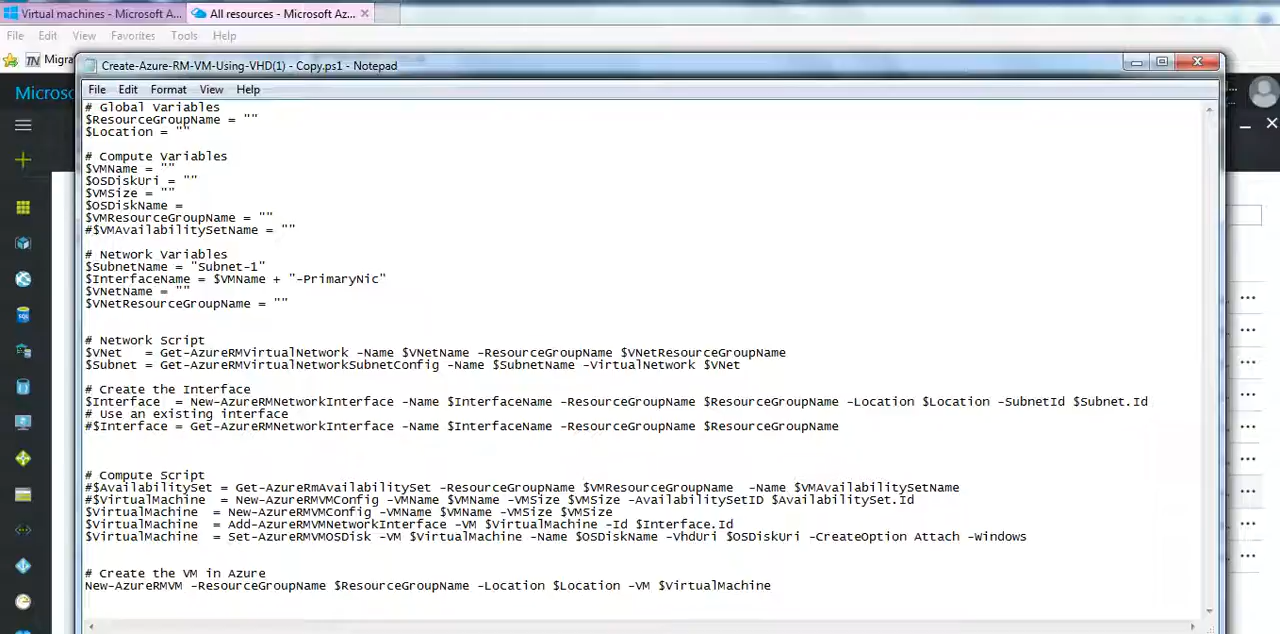 Virtual machines - Microsoft A... All resources - Microsoft Az...
File Edit View Favorites Tools Help
TN Migra
Create-Azure-RM-VM-Using-VHD(1) - Copy.ps1 - Notepad
Microsc
File Edit Format View Help
# Global Variables
$ResourceGroupName = ""
$Location = ""
# Compute Variables
$VMName = ""
$OSDiskUri = ""
$VMSize = ""
$OSDiskName =
$VMResourceGroupName = ""
#$VMAvailabilitySetName = ""
# Network Variables
$SubnetName = "Subnet-1"
$InterfaceName = $VMName + "-PrimaryNic"
$VNetName = ""
$VNetResourceGroupName = ""
# Network Script
$VNet   = Get-AzureRMVirtualNetwork -Name $VNetName -ResourceGroupName $VNetResourceGroupName
$Subnet = Get-AzureRMVirtualNetworkSubnetConfig -Name $SubnetName -VirtualNetwork $VNet
# Create the Interface
$Interface  = New-AzureRMNetworkInterface -Name $InterfaceName -ResourceGroupName $ResourceGroupName -Location $Location -SubnetId $Subnet.Id
# Use an existing interface
#$Interface = Get-AzureRMNetworkInterface -Name $InterfaceName -ResourceGroupName $ResourceGroupName
# Compute Script
#$AvailabilitySet = Get-AzureRmAvailabilitySet -ResourceGroupName $VMResourceGroupName  -Name $VMAvailabilitySetName
#$VirtualMachine  = New-AzureRMVMConfig -VMName $VMName -VMSize $VMSize -AvailabilitySetID $AvailabilitySet.Id
$VirtualMachine  = New-AzureRMVMConfig -VMName $VMName -VMSize $VMSize
$VirtualMachine  = Add-AzureRMVMNetworkInterface -VM $VirtualMachine -Id $Interface.Id
$VirtualMachine  = Set-AzureRMVMOSDisk -VM $VirtualMachine -Name $OSDiskName -VhdUri $OSDiskUri -CreateOption Attach -Windows
# Create the VM in Azure
New-AzureRMVM -ResourceGroupName $ResourceGroupName -Location $Location -VM $VirtualMachine